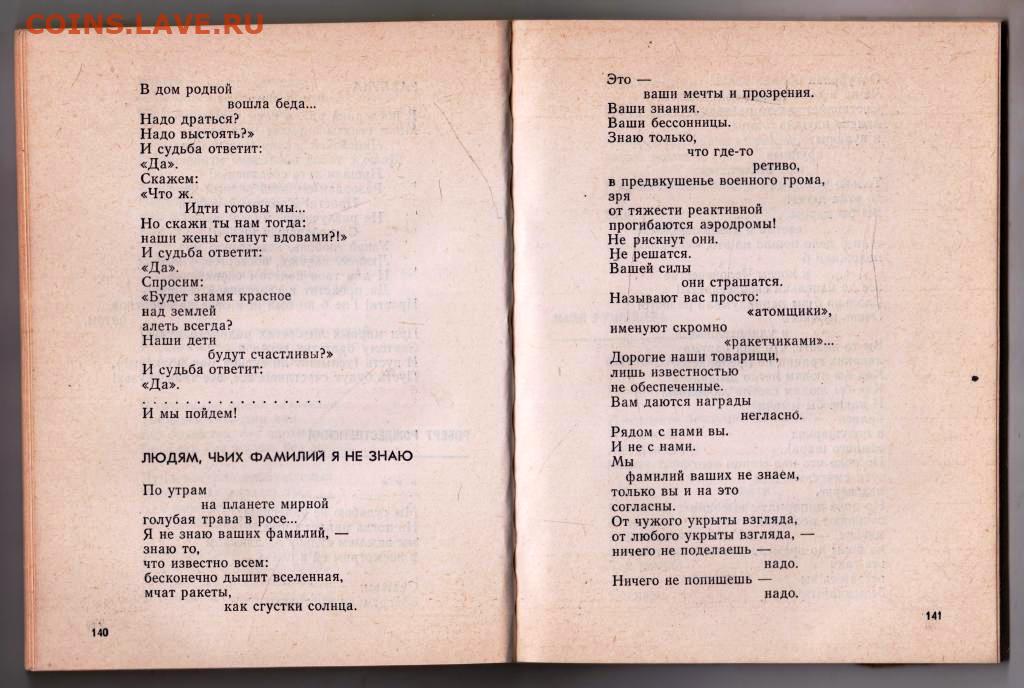 COINS.LAVE.RU
В дом родной
вошла беда...
Надо драться?
Надо выстоять?»
И судьба ответит:
«Да».
Скажем:
«Что ж.
Идти готовы мы...
Но скажи ты нам тогда:
наши жены станут вдовами?!»
И судьба ответит:
«Да».
Спросим:
«Будет знамя красное
над землей
алеть всегда?
Наши дети
будут счастливы?»
И судьба ответит:
«Да».
. . . . . . . . . . . . . . . . .
И мы пойдем!
ЛЮДЯМ, ЧЬИХ ФАМИЛИЙ Я НЕ ЗНАЮ
По утрам
на планете мирной
голубая трава в росе...
Я не знаю ваших фамилий, —
знаю то,
что известно всем:
бесконечно дышит вселенная,
мчат ракеты,
как сгустки солнца.
140
Это —
ваши мечты и прозрения.
Ваши знания.
Ваши бессонницы.
Знаю только,
что где-то
ретиво,
в предвкушенье военного грома,
зря
от тяжести реактивной
прогибаются аэродромы!
Не рискнут они.
Не решатся.
Вашей силы
они страшатся.
Называют вас просто:
«атомщики»,
именуют скромно
«ракетчиками»...
Дорогие наши товарищи,
лишь известностью
не обеспеченные.
Вам даются награды
негласно.
Рядом с нами вы.
И не с нами.
Мы
фамилий ваших не знаем,
только вы и на это
согласны.
От чужого укрыты взгляда,
от любого укрыты взгляда, —
ничего не поделаешь —
надо.
Ничего не попишешь —
надо.
141